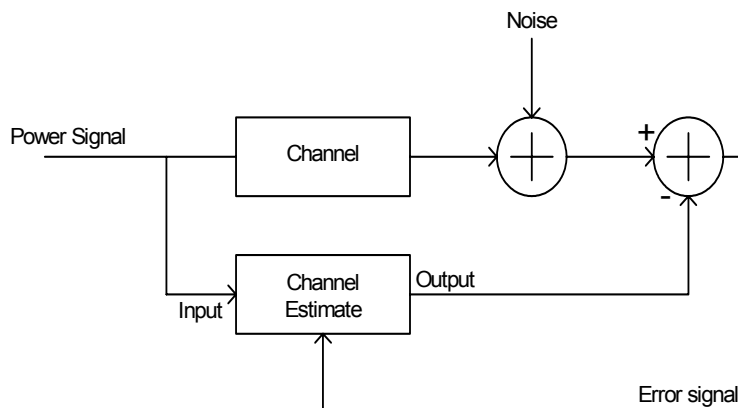 Noise
Power Signal
Channel
+
-
Channel
Estimate
Input
Output
Error signal